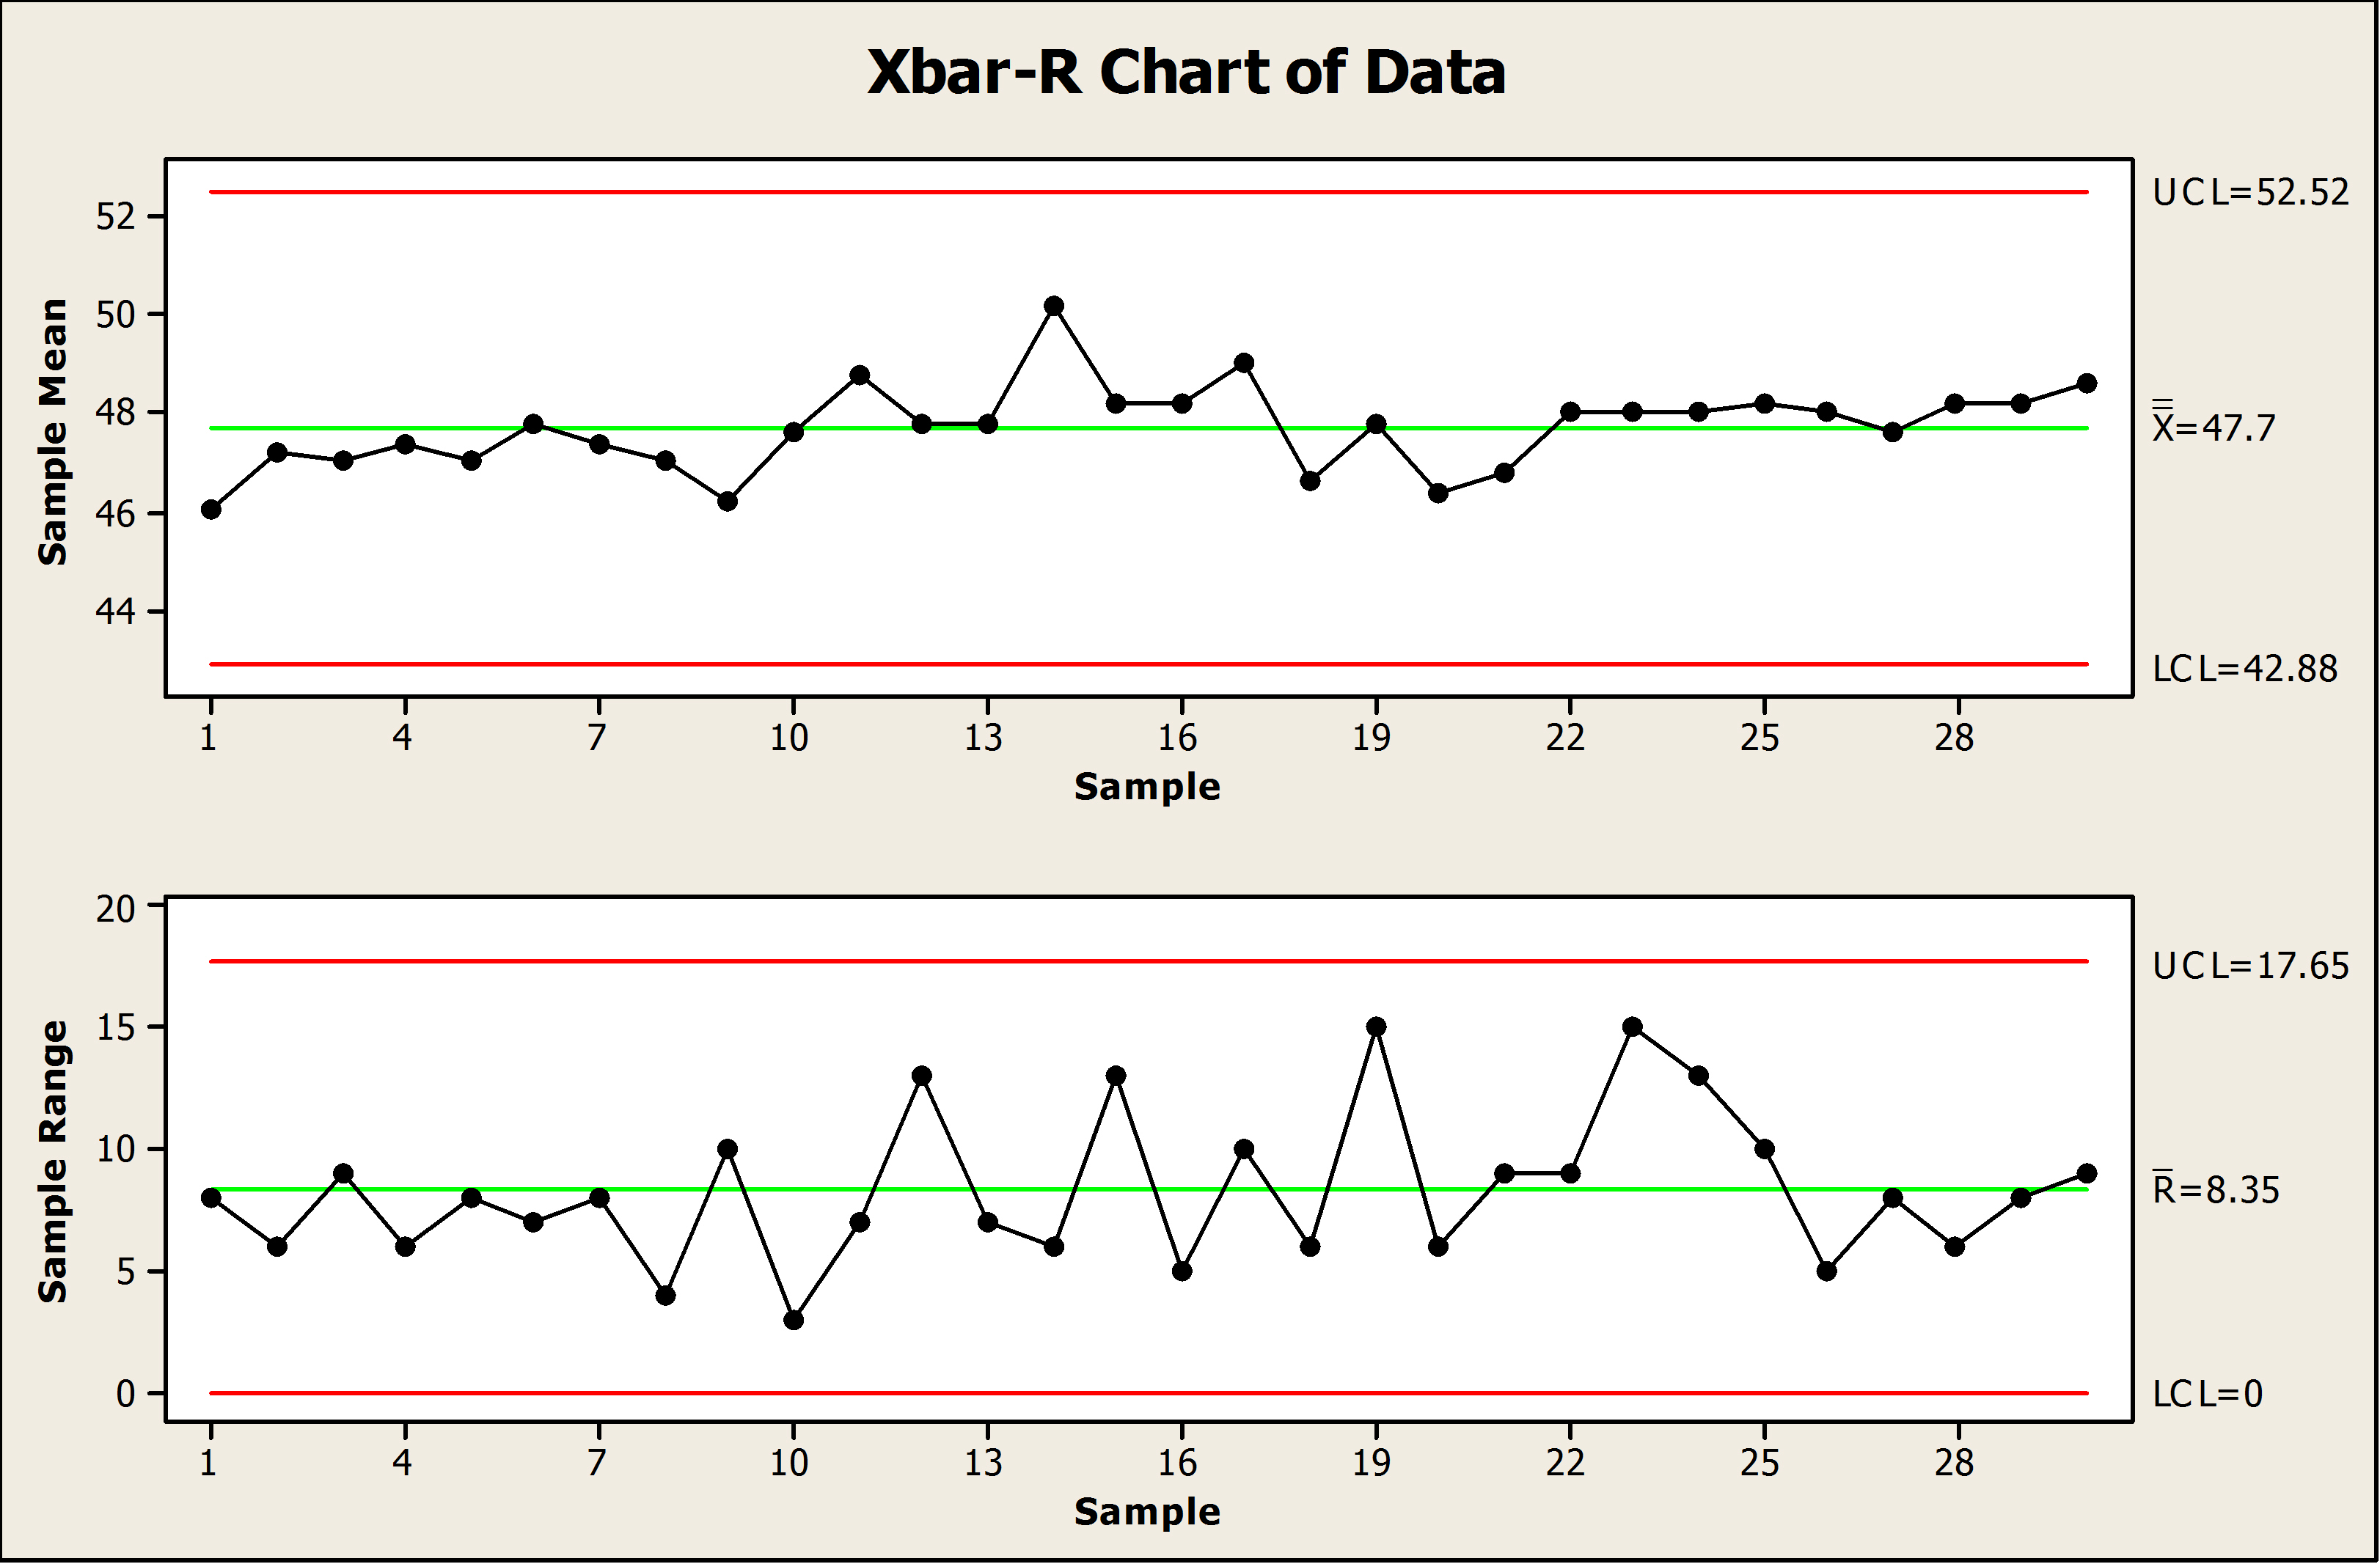 Xbar-R Chart of Data
Sample Mean
52
50
48
46
44
UCL=52.52
X̿=47.7
LCL=42.88
1 4 7 10 13 16 19 22 25 28
Sample
Sample Range
20
15
10
5
0
UCL=17.65
R̅=8.35
LCL=0
1 4 7 10 13 16 19 22 25 28
Sample